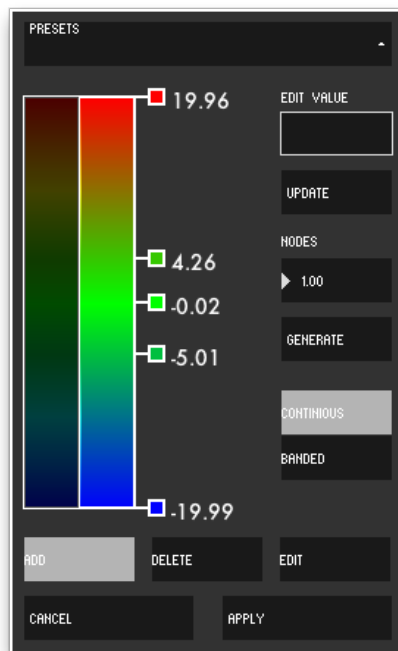 PRESETS
19.96
EDIT VALUE
UPDATE
NODES
4.26
1.00
-0.02
GENERATE
-5.01
CONTINIOUS
BANDED
-19.99
ADD
DELETE
EDIT
CANCEL
APPLY